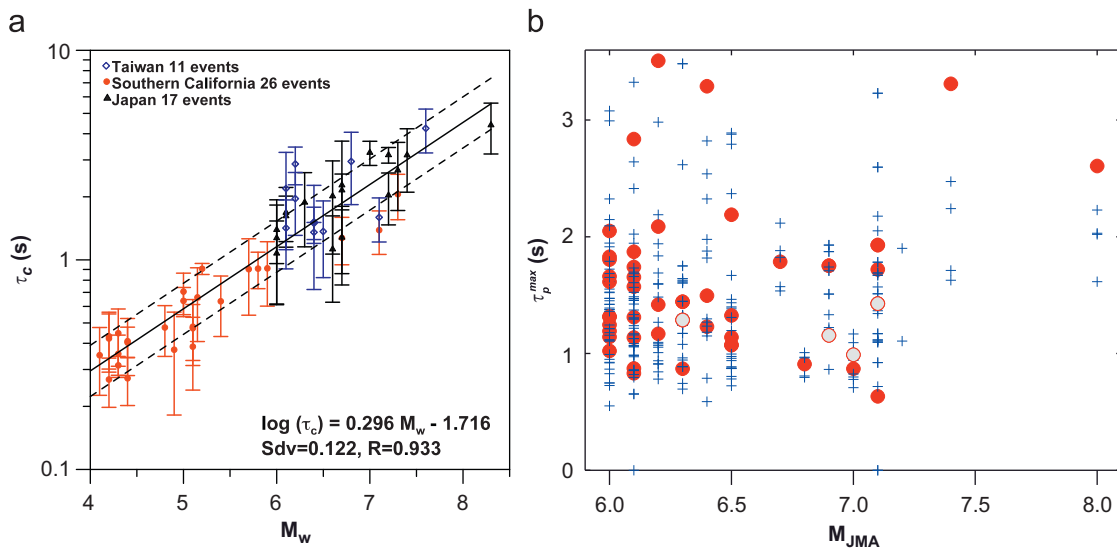 a
τc (s)
10
1
0.1
Taiwan 11 events
Southern California 26 events
Japan 17 events
log (τc) = 0.296 Mw - 1.716
Sdv=0.122, R=0.933
4 5 6 7 8
Mw
b
τp max (s)
3
2
1
0
6.0 6.5 7.0 7.5 8.0
MJMA